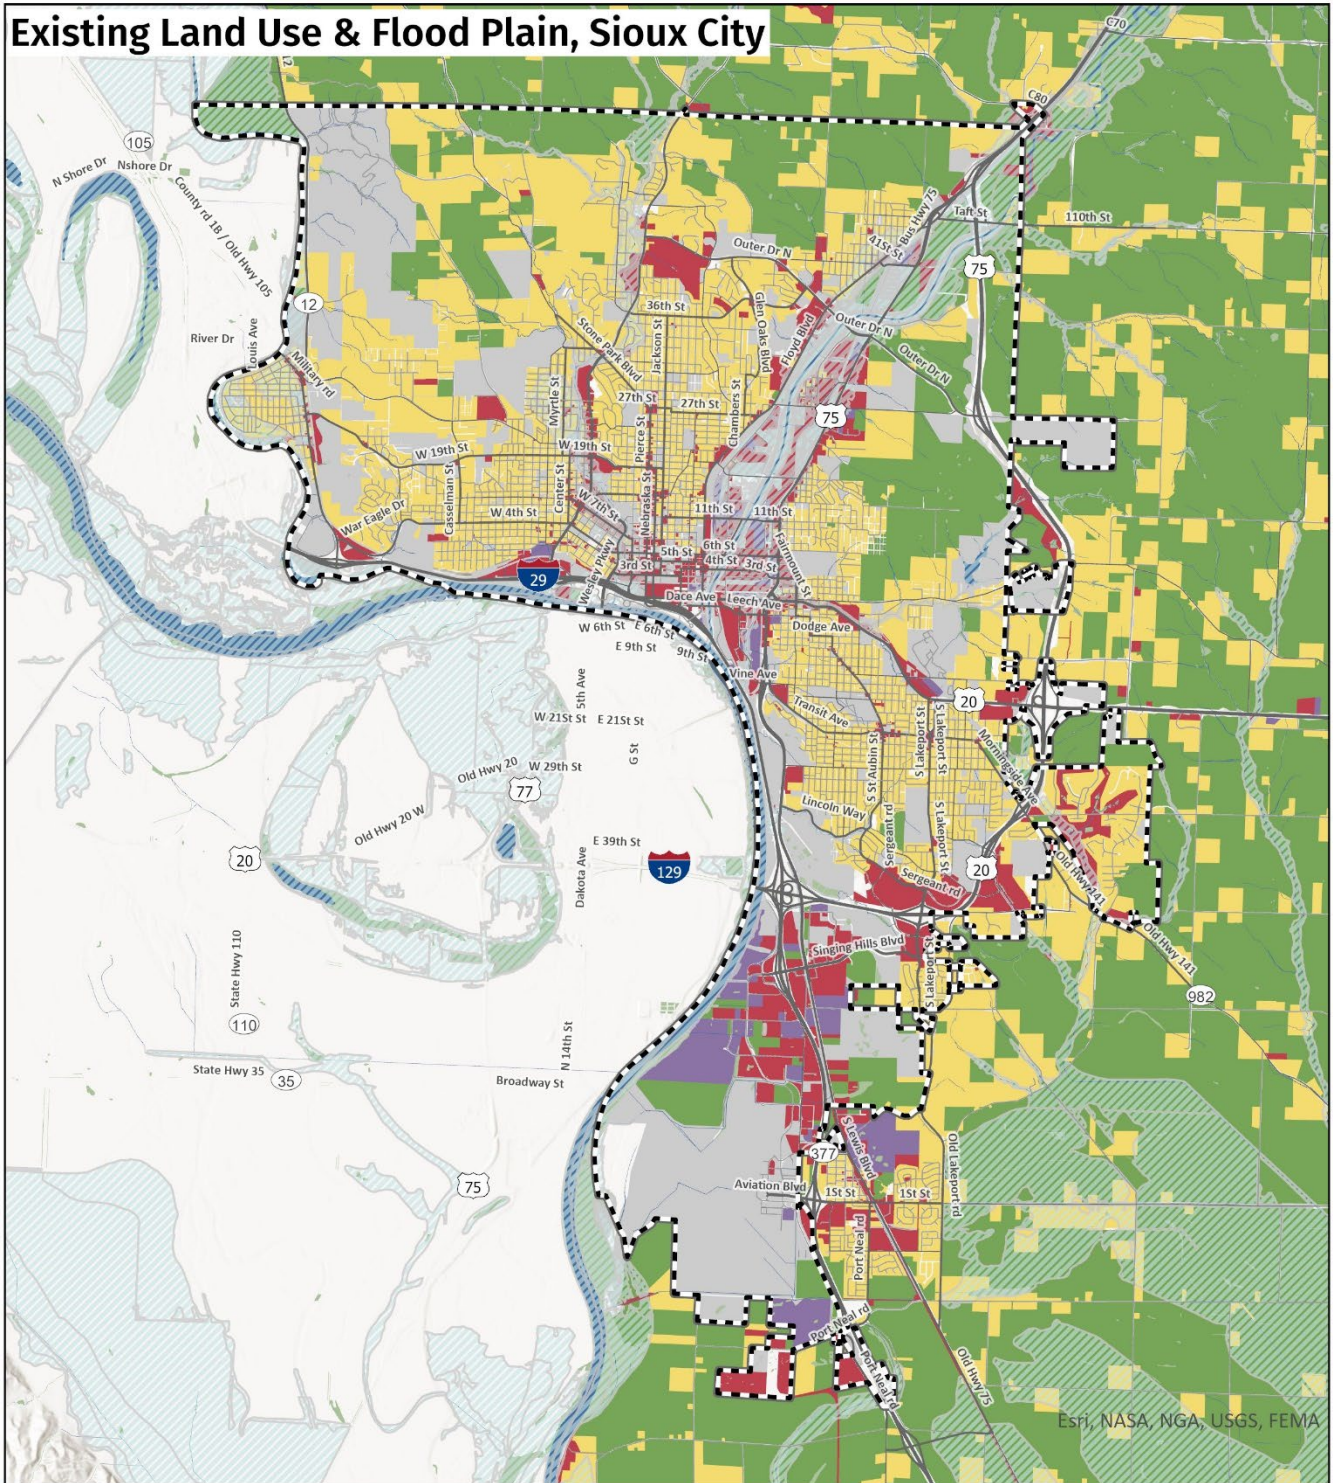 Existing Land Use & Flood Plain, Sioux City
C70
12
C80
105
N Shore Dr
Nshore Dr
County rd 1B / Old Hwy 105
Bus Hwy 75
Taft St
110th St
41St St
Outer Dr N
75
12
36th St
Glen Oaks Blvd
Floyd Blvd
Outer Dr N
River Dr
Louis Ave
Military rd
Stone Park Blvd
Jackson St
Outer Dr N
Myrtle St
27th St
27th St
Chambers St
75
Pierce St
W 19th St
W 19th St
Casselman St
Center St
Nebraska St
War Eagle Dr
W 4th St
W 7th St
11th St
11th St
Wesley Pkwy
5th St
6th St
4th St
3rd St
3rd St
Fairmount St
29
Dace Ave
Leech Ave
W 6th St
E 6th St
Dodge Ave
E 9th St
9th St
Vine Ave
5th Ave
20
W 21St St
E 21St St
Transit Ave
S St Aubin St
S Lakeport St
S Lakeport St
Morningside Ave
G St
Old Hwy 20
W 29th St
77
Old Hwy 20 W
Lincoln Way
E 39th St
Sergeant rd
S Lakeport St
20
129
Dakota Ave
Sergeant rd
20
Old Hwy 141
State Hwy 110
Singing Hills Blvd
S Lakeport St
Old Hwy 141
982
110
N 14th St
State Hwy 35
35
Broadway St
S Lewis Blvd
377
Old Lakeport rd
75
Aviation Blvd
1St St
1St St
Port Neal rd
Port Neal rd
Port Neal rd
Old Hwy 75
Esri, NASA, NGA, USGS, FEMA